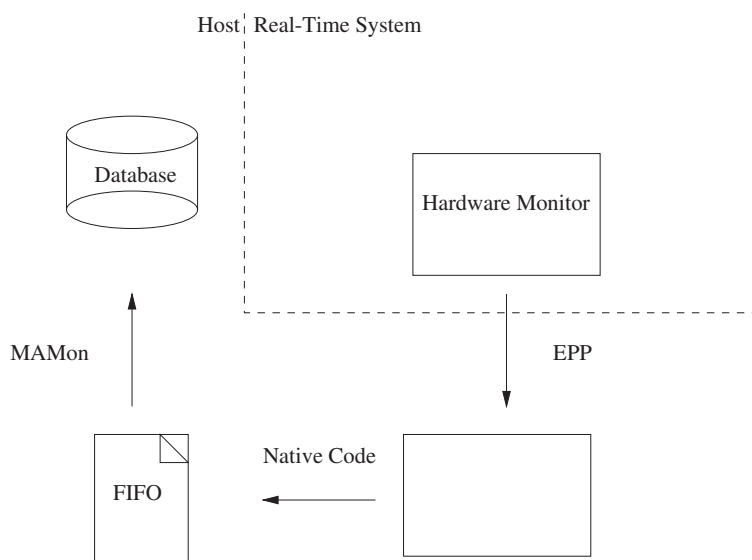 Host Real-Time System
Database
Hardware Monitor
MAMon
EPP
Native Code
FIFO